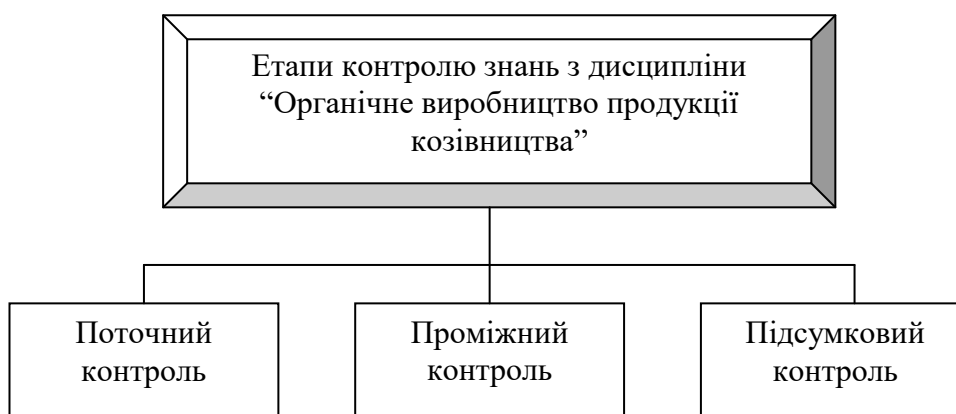 Етапи контролю знань з дисципліни
“Органічне виробництво продукції
козівництва”
Поточний
контроль
Проміжний
контроль
Підсумковий
контроль